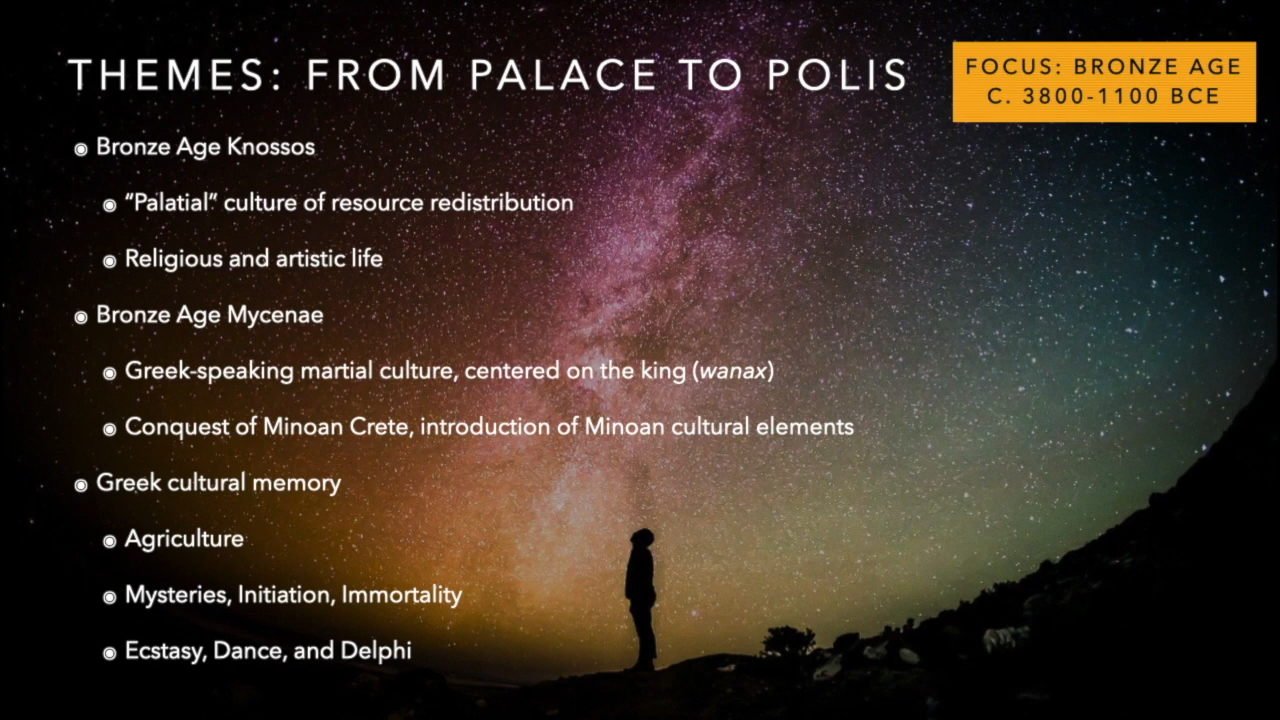 THEMES: FROM PALACE TO POLIS
FOCUS: BRONZE AGE
C. 3800-1100 BCE
Bronze Age Knossos
“Palatial” culture of resource redistribution
Religious and artistic life
Bronze Age Mycenae
Greek-speaking martial culture, centered on the king (wanax)
Conquest of Minoan Crete, introduction of Minoan cultural elements
Greek cultural memory
Agriculture
Mysteries, Initiation, Immortality
Ecstasy, Dance, and Delphi